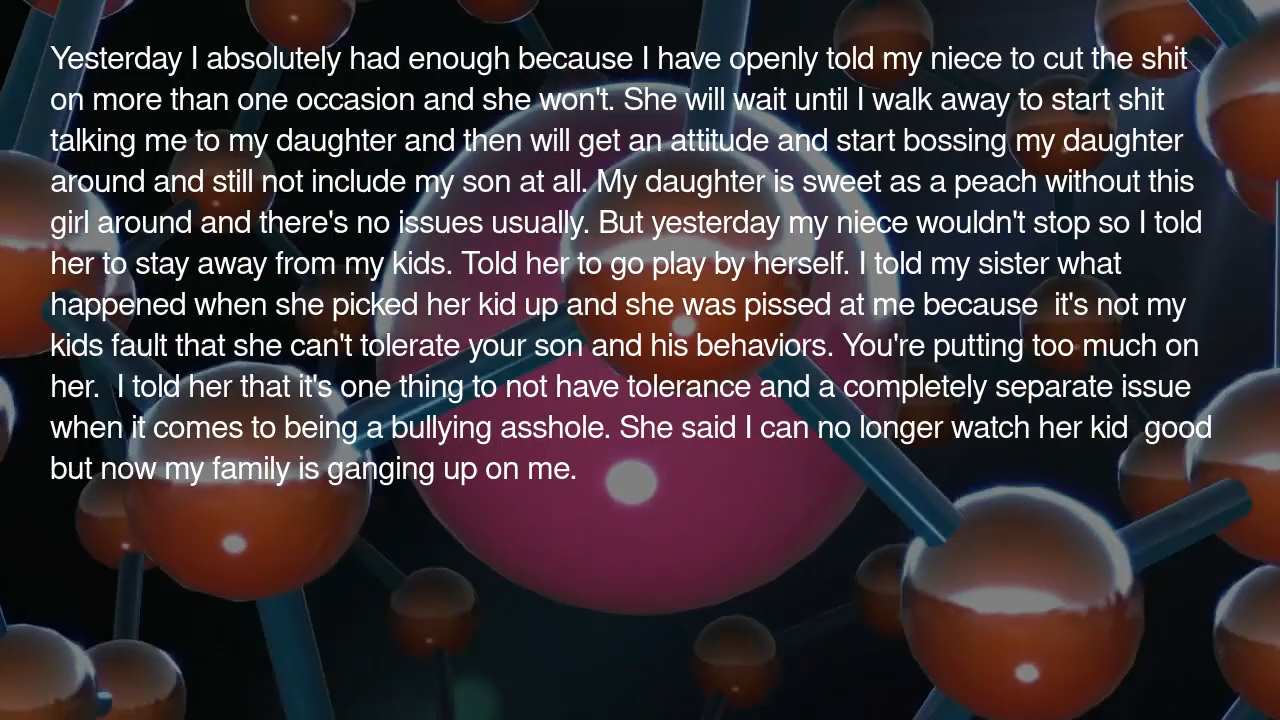 Yesterday I absolutely had enough because I have openly told my niece to cut the shit
on more than one occasion and she won't. She will wait until I walk away to start shit
talking me to my daughter and then will get an attitude and start bossing my daughter
around and still not include my son at all. My daughter is sweet as a peach without this
girl around and there's no issues usually. But yesterday my niece wouldn't stop so I told
her to stay away from my kids. Told her to go play by herself. I told my sister what
happened when she picked her kid up and she was pissed at me because  it's not my
kids fault that she can't tolerate your son and his behaviors. You're putting too much on
her.  I told her that it's one thing to not have tolerance and a completely separate issue
when it comes to being a bullying asshole. She said I can no longer watch her kid  good
but now my family is ganging up on me.